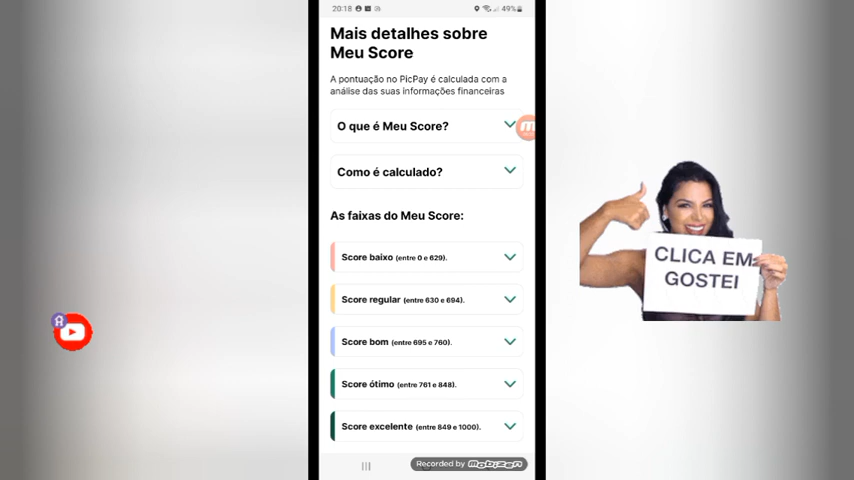 20:18
49%
Mais detalhes sobre
Meu Score
A pontuação no PicPay é calculada com a
análise das suas informações financeiras
O que é Meu Score?
Como é calculado?
As faixas do Meu Score:
Score baixo (entre 0 e 629).
Score regular (entre 630 e 694).
Score bom (entre 695 e 760).
Score ótimo (entre 761 e 848).
Score excelente (entre 849 e 1000).
Recorded by mobizen
CLICA EM
GOSTEI